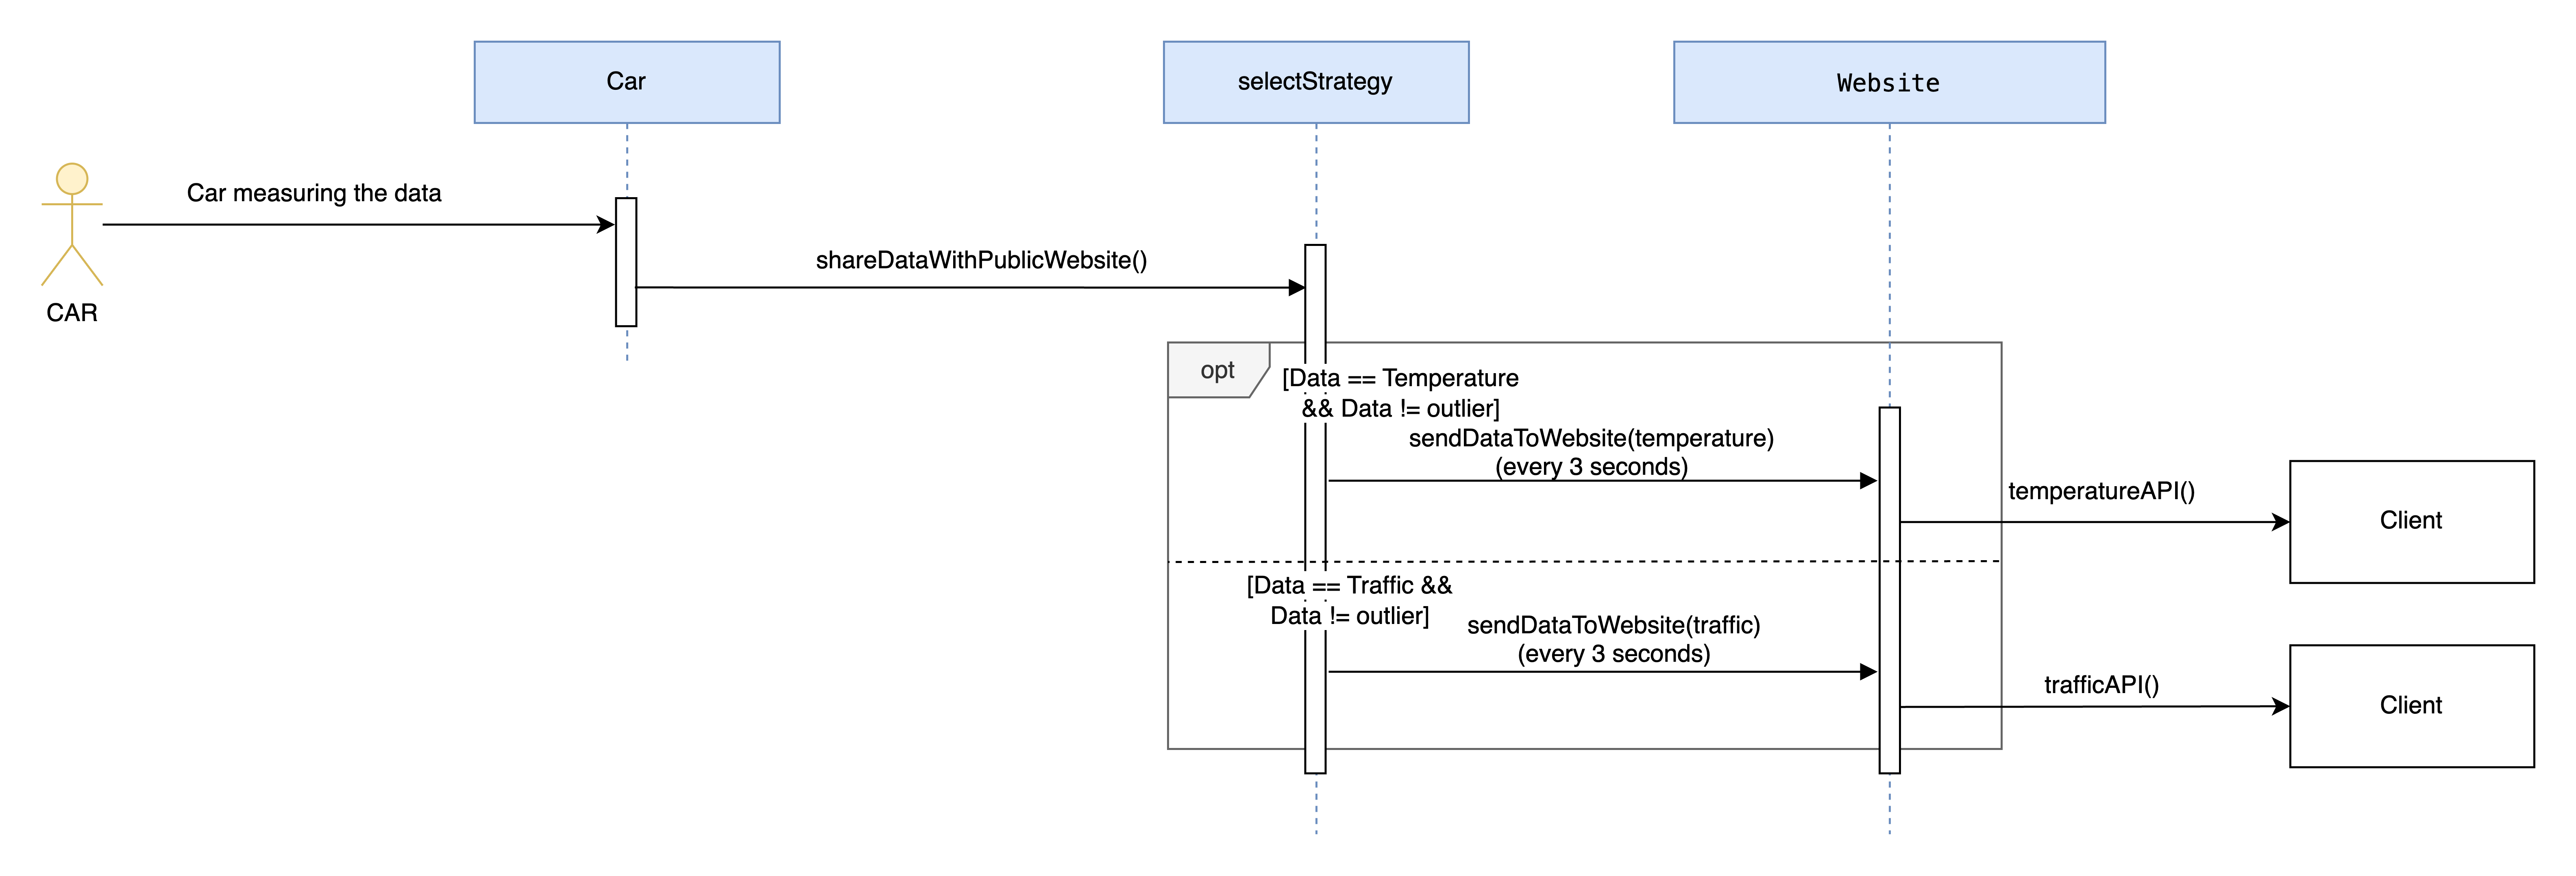 Car
selectStrategy
Website
Car measuring the data
CAR
shareDataWithPublicWebsite()
opt
[Data == Temperature
&& Data != outlier]
sendDataToWebsite(temperature)
(every 3 seconds)
temperatureAPI()
Client
[Data == Traffic &&
Data != outlier]
sendDataToWebsite(traffic)
(every 3 seconds)
trafficAPI()
Client